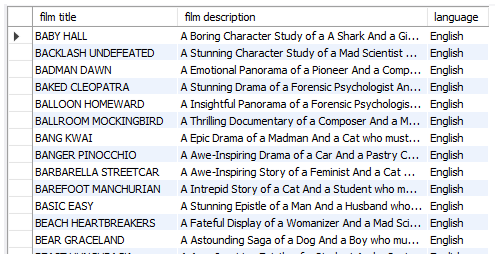 film title film description language
BABY HALL A Boring Character Study of a A Shark And a Gi... English
BACKLASH UNDEFEATED A Stunning Character Study of a Mad Scientist ... English
BADMAN DAWN A Emotional Panorama of a Pioneer And a Comp... English
BAKED CLEOPATRA A Stunning Drama of a Forensic Psychologist An... English
BALLOON HOMEWARD A Insightful Panorama of a Forensic Psychologis... English
BALLROOM MOCKINGBIRD A Thrilling Documentary of a Composer And a M... English
BANG KWAI A Epic Drama of a Madman And a Cat who must... English
BANGER PINOCCHIO A Awe-Inspiring Drama of a Car And a Pastry C... English
BARBARELLA STREETCAR A Awe-Inspiring Story of a Feminist And a Cat ... English
BAREFOOT MANCHURIAN A Intrepid Story of a Cat And a Student who m... English
BASIC EASY A Stunning Epistle of a Man And a Husband who... English
BEACH HEARTBREAKERS A Fateful Display of a Womanizer And a Mad Sci... English
BEAR GRACELAND A Astounding Saga of a Dog And a Boy who mu... English